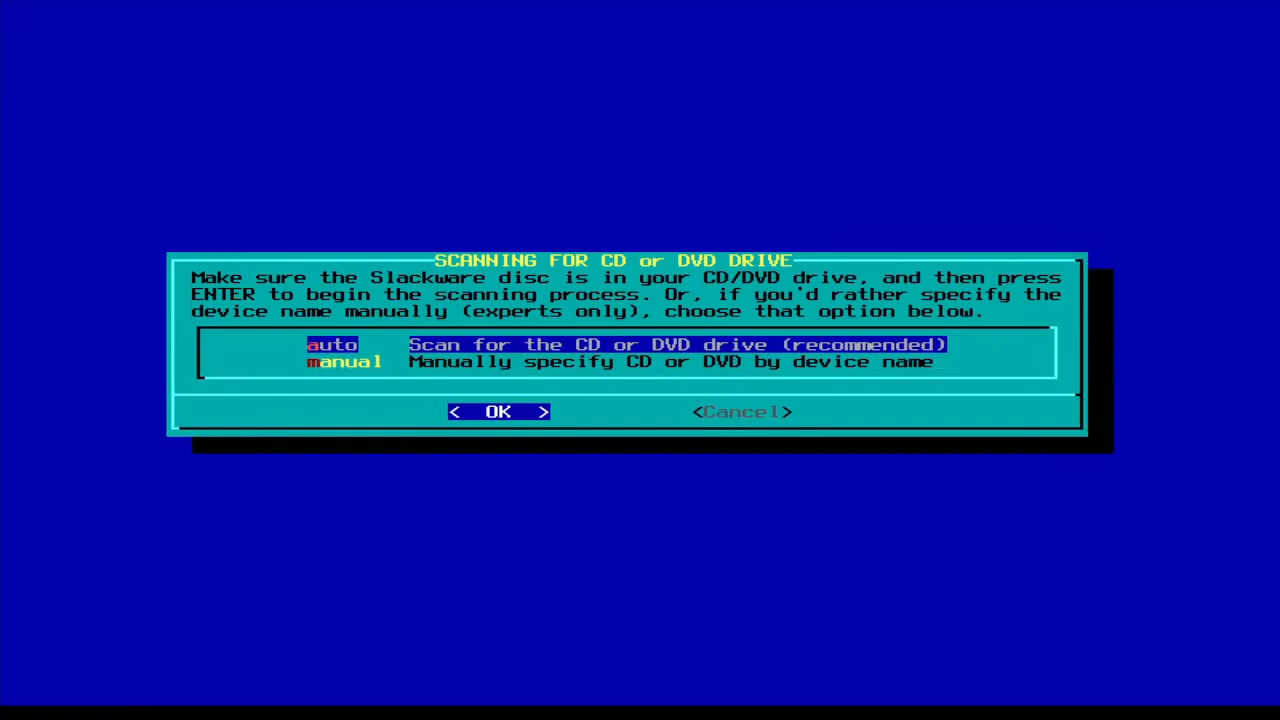 SCANNING FOR CD or DVD DRIVE
Make sure the Slackware disc is in your CD/DVD drive, and then press
ENTER to begin the scanning process. Or, if you'd rather specify the
device name manually (experts only), choose that option below.
auto Scan for the CD or DVD drive (recommended)
manual Manually specify CD or DVD by device name
< OK > <Cancel>